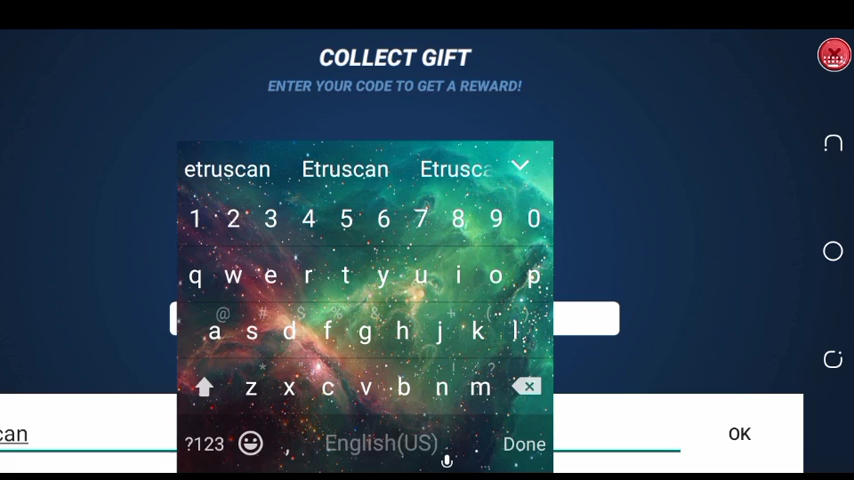 COLLECT GIFT
ENTER YOUR CODE TO GET A REWARD!
etruscan Etruscan Etrusca
1 2 3 4 5 6 7 8 9 0
q w e r t y u i o p
@ # $ % & + ( )
a s d f g h j k l
* " ' : ; ! ?
z x c v b n m
can
?123 , English(US) . Done
OK